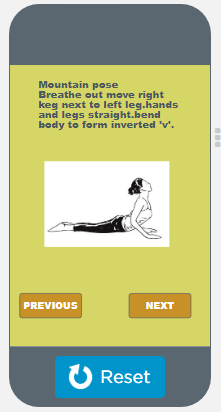 Mountain pose
Breathe out move right
keg next to left leg.hands
and legs straight.bend
body to form inverted 'v'.
PREVIOUS
NEXT
Reset